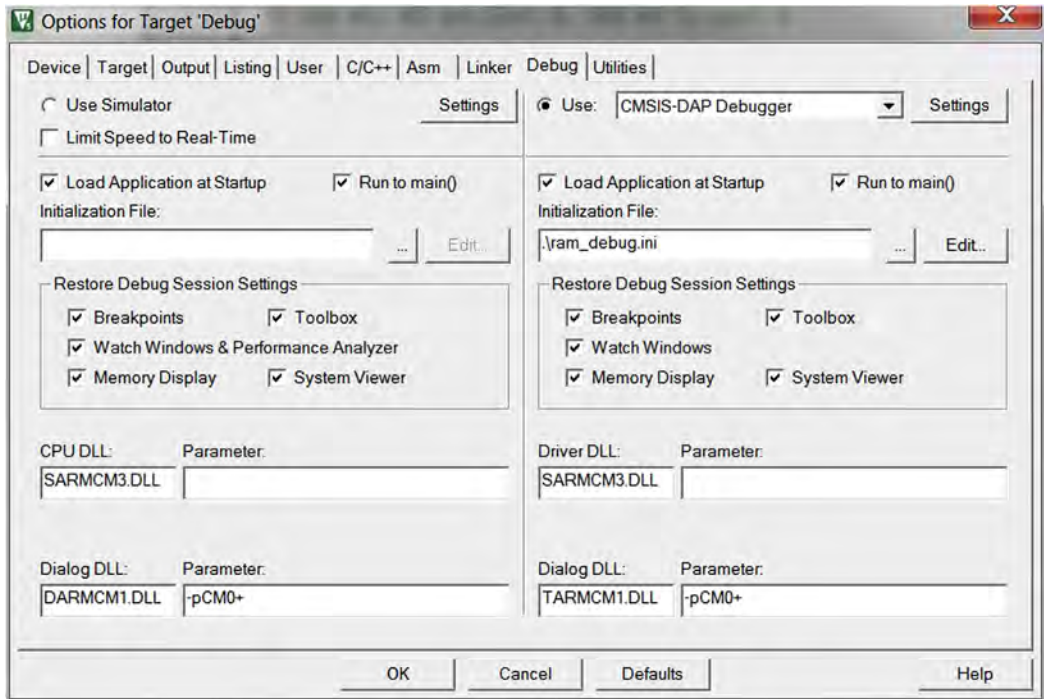 Options for Target 'Debug'
Device Target Output Listing User C/C++ Asm Linker Debug Utilities
Use Simulator Settings Use: CMSIS-DAP Debugger Settings
Limit Speed to Real-Time
Load Application at Startup Run to main() Load Application at Startup Run to main()
Initialization File: Initialization File:
... Edit... .\ram_debug.ini ... Edit...
Restore Debug Session Settings Restore Debug Session Settings
Breakpoints Toolbox Breakpoints Toolbox
Watch Windows & Performance Analyzer Watch Windows
Memory Display System Viewer Memory Display System Viewer
CPU DLL: Parameter: Driver DLL: Parameter:
SARMCM3.DLL SARMCM3.DLL
Dialog DLL: Parameter: Dialog DLL: Parameter:
DARMCM1.DLL -pCM0+ TARMCM1.DLL -pCM0+
OK Cancel Defaults Help